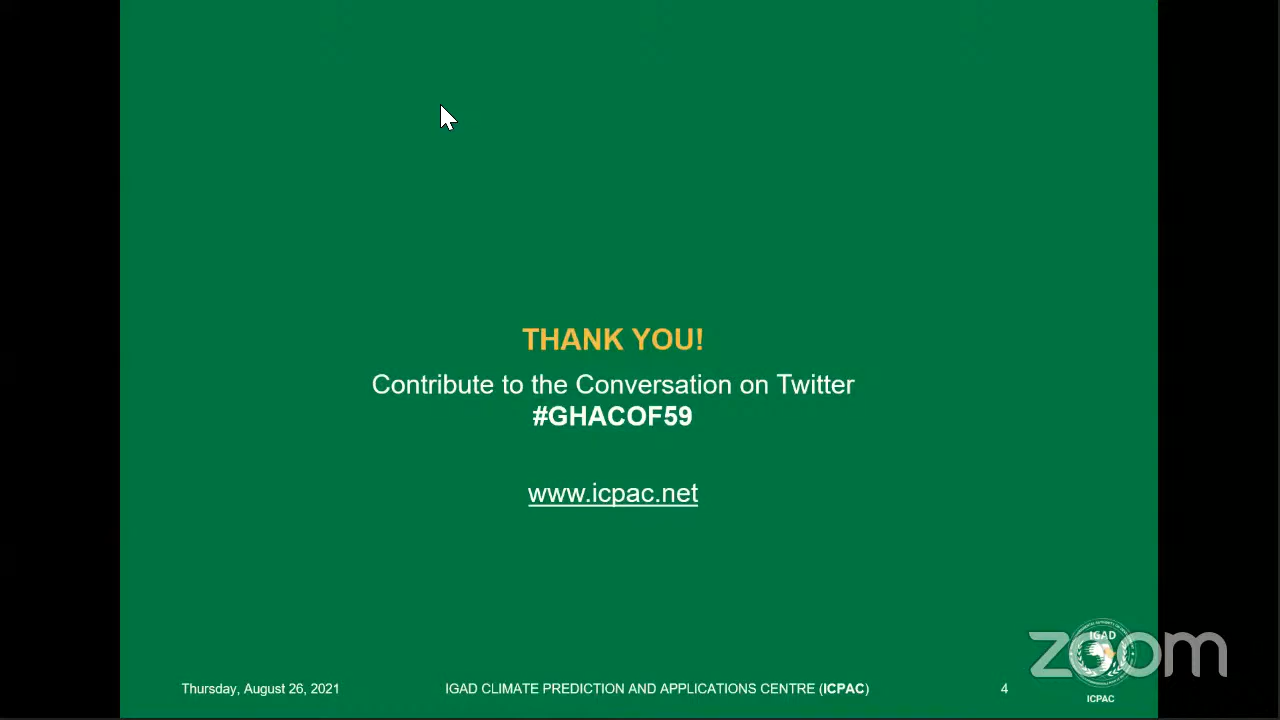 THANK YOU!
Contribute to the Conversation on Twitter
#GHACOF59
www.icpac.net
Thursday, August 26, 2021
IGAD CLIMATE PREDICTION AND APPLICATIONS CENTRE (ICPAC)
4
IGAD
ICPAC
zoom